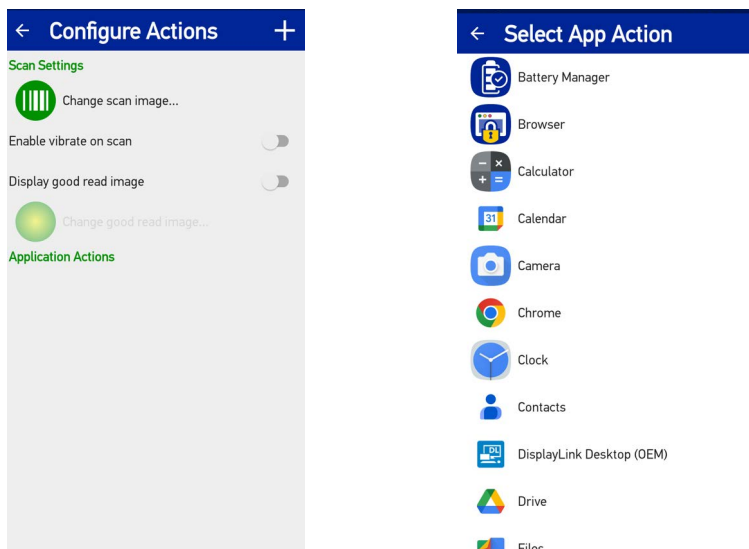 Configure Actions
Scan Settings
Change scan image...
Enable vibrate on scan
Display good read image
Change good read image...
Application Actions
Select App Action
Battery Manager
Browser
Calculator
31 Calendar
Camera
Chrome
Clock
Contacts
DL DisplayLink Desktop (OEM)
Drive
Files